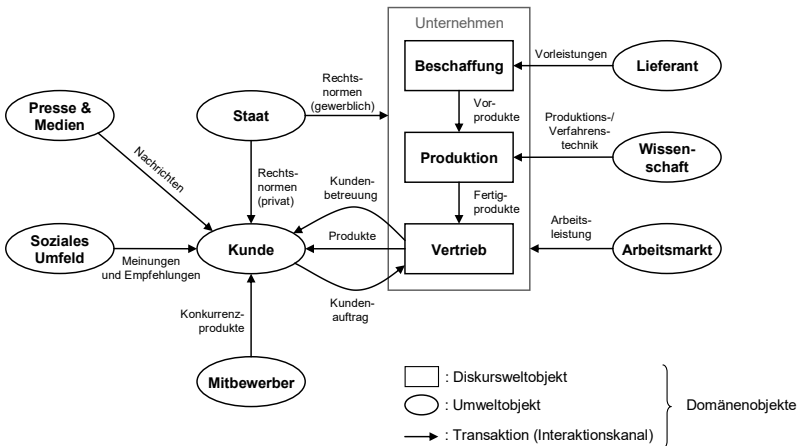 Unternehmen
Beschaffung
Vorleistungen
Lieferant
Presse &
Medien
Staat
Rechts-
normen
(gewerblich)
Vor-
produkte
Produktions-/
Verfahrens-
technik
Wissen-
schaft
Produktion
Nachrichten
Rechts-
normen
(privat)
Kunden-
betreuung
Fertig-
produkte
Soziales
Umfeld
Meinungen
und Empfehlungen
Kunde
Produkte
Vertrieb
Arbeits-
leistung
Arbeitsmarkt
Kunden-
auftrag
Konkurrenz-
produkte
Mitbewerber
: Diskursweltobjekt
: Umweltobjekt
: Transaktion (Interaktionskanal)
Domänenobjekte